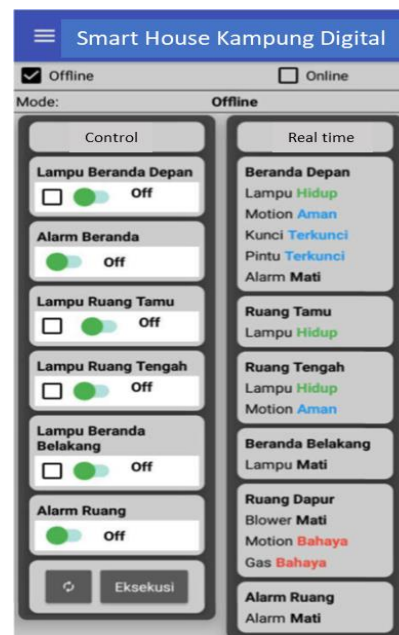 Smart House Kampung Digital
Offline
Online
Mode:
Offline
Control
Lampu Beranda Depan
Off
Alarm Beranda
Off
Lampu Ruang Tamu
Off
Lampu Ruang Tengah
Off
Lampu Beranda
Belakang
Off
Alarm Ruang
Off
Eksekusi
Real time
Beranda Depan
Lampu Hidup
Motion Aman
Kunci Terkunci
Pintu Terkunci
Alarm Mati
Ruang Tamu
Lampu Hidup
Ruang Tengah
Lampu Hidup
Motion Aman
Beranda Belakang
Lampu Mati
Ruang Dapur
Blower Mati
Motion Bahaya
Gas Bahaya
Alarm Ruang
Alarm Mati